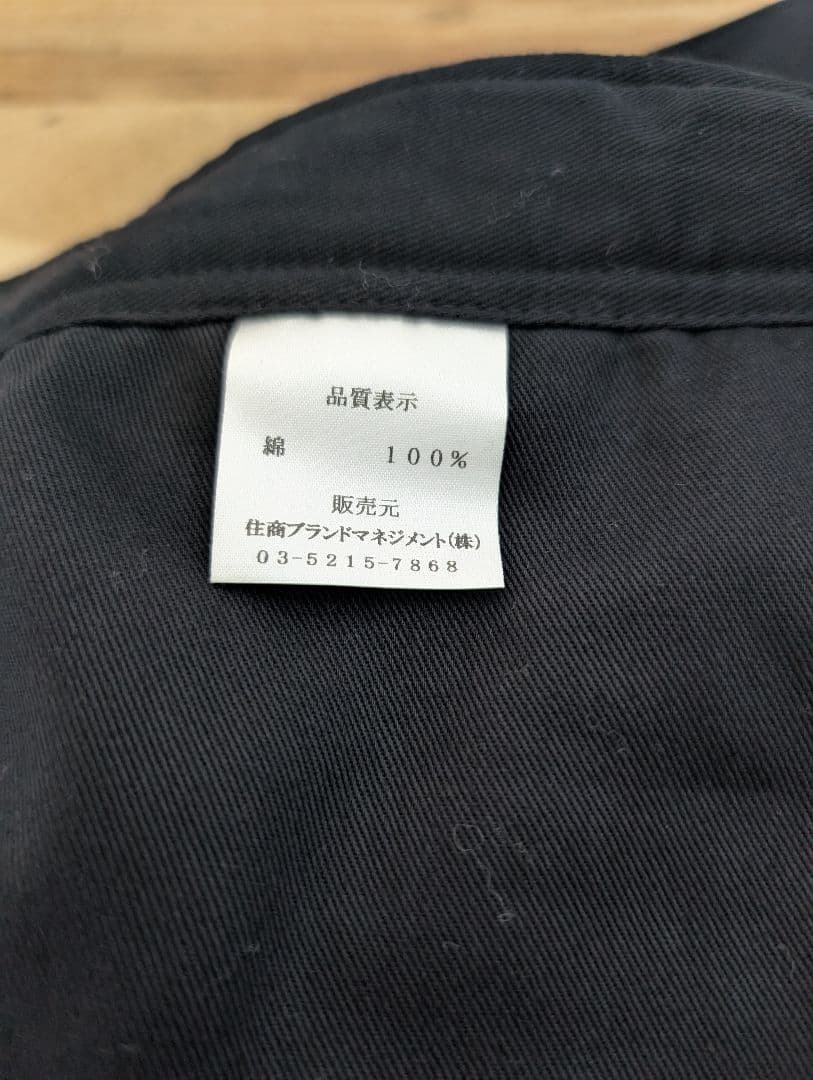 品質表示
綿 100%
販売元
住商ブランドマネジメント(株)
03-5215-7868